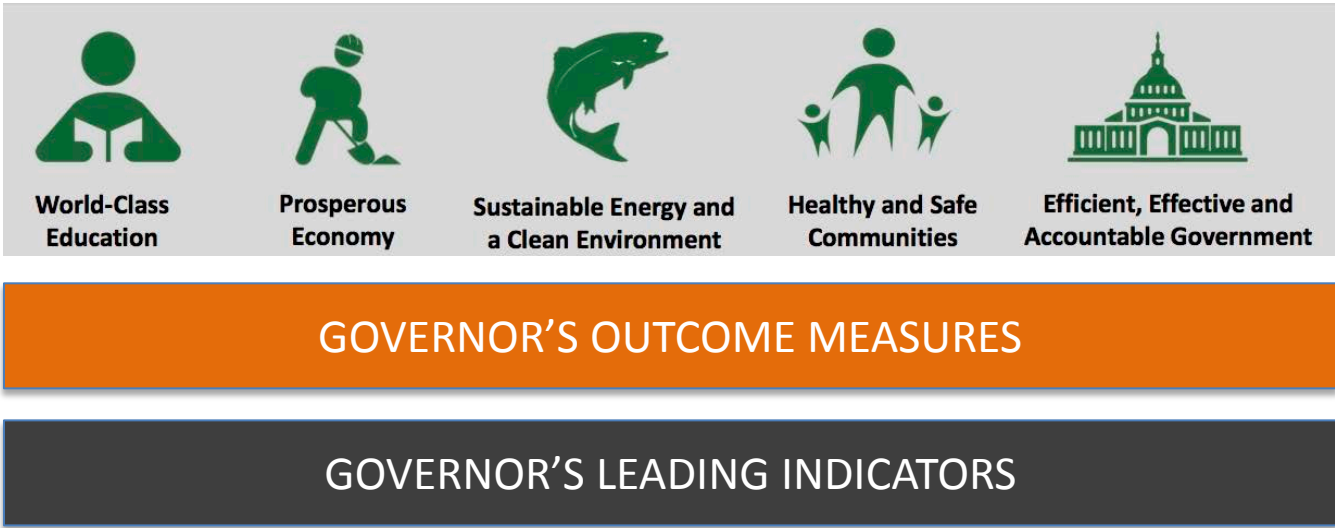 World-Class
Education
Prosperous
Economy
Sustainable Energy and
a Clean Environment
Healthy and Safe
Communities
Efficient, Effective and
Accountable Government
GOVERNOR’S OUTCOME MEASURES
GOVERNOR’S LEADING INDICATORS